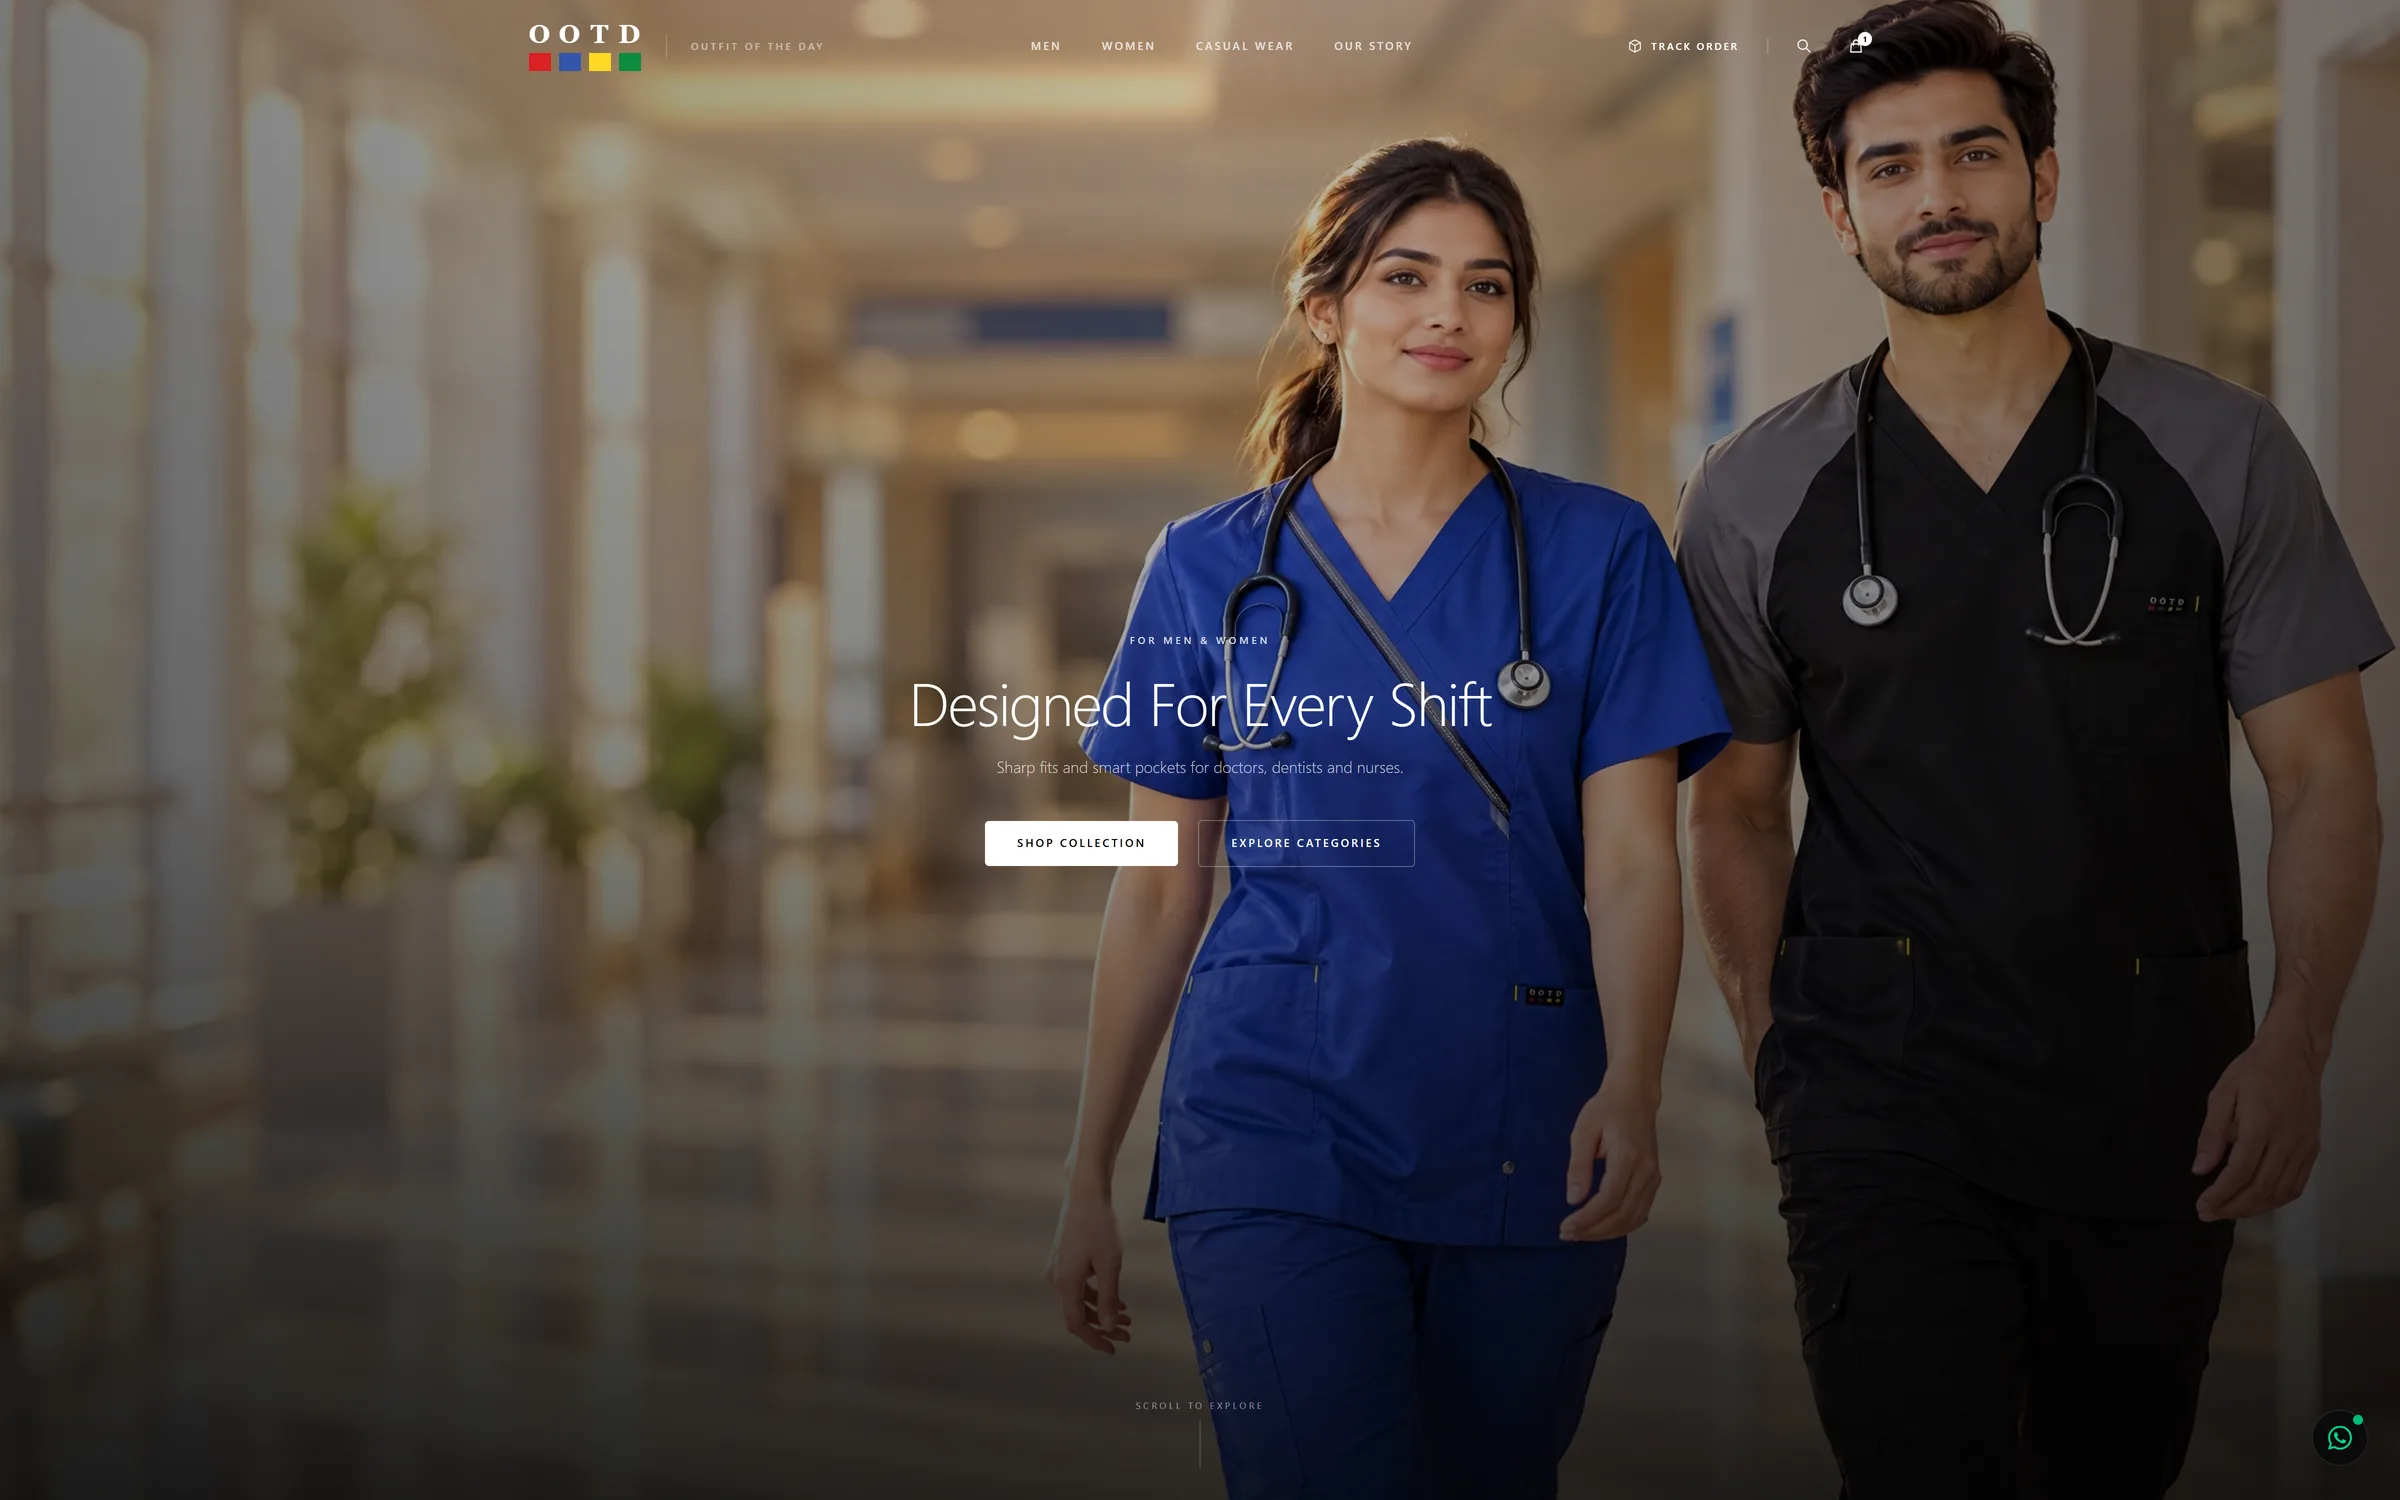 OOTD
OUTFIT OF THE DAY
MEN
WOMEN
CASUAL WEAR
OUR STORY
TRACK ORDER
1
OOTD
FOR MEN & WOMEN
Designed For Every Shift
Sharp fits and smart pockets for doctors, dentists and nurses.
SHOP COLLECTION
EXPLORE CATEGORIES
OOTD
SCROLL TO EXPLORE